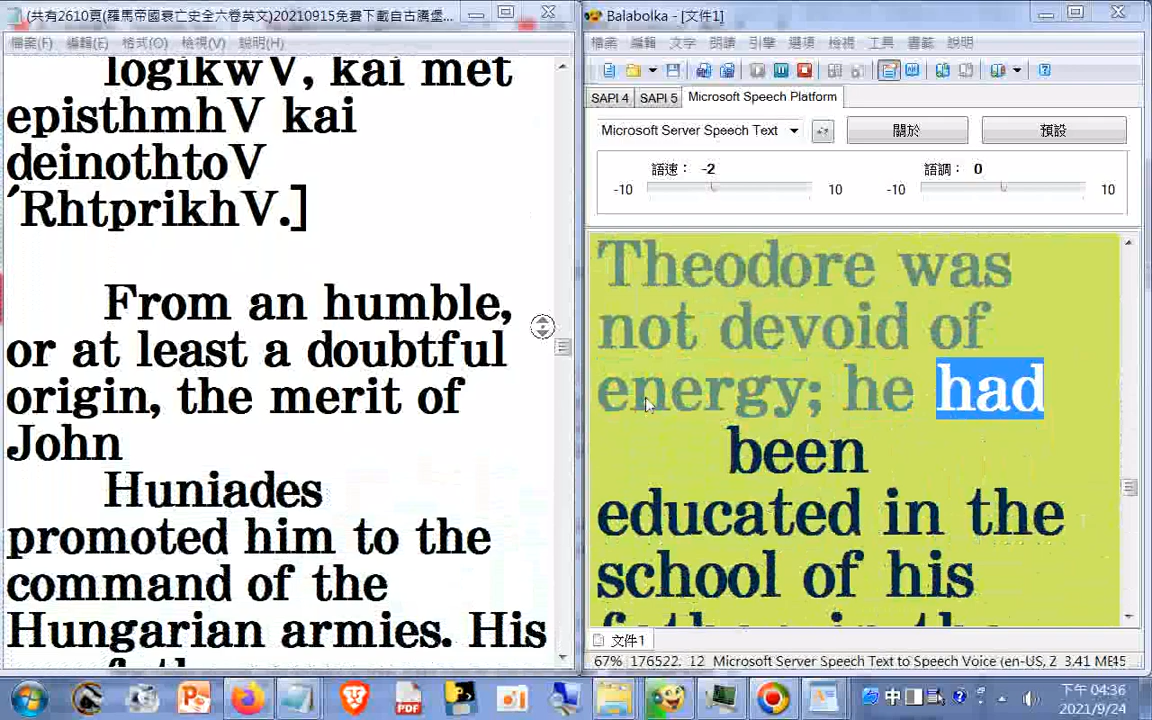 (共有2610頁(羅馬帝國衰亡史全六卷英文)20210915免費下載自古騰堡...
檔案(F) 編輯(E) 格式(O) 檢視(V) 說明(H)
logikwV, kai met
episthmhV kai
deinothtoV
'RhtprikhV.]
From an humble,
or at least a doubtful
origin, the merit of
John
Huniades
promoted him to the
command of the
Hungarian armies. His
Balabolka - [文件1]
檔案 編輯 文字 朗讀 引擎 選項 檢視 工具 書籤 說明
SAPI 4 SAPI 5 Microsoft Speech Platform
Microsoft Server Speech Text 關於 預設
語速: -2 語調: 0
-10 10 -10 10
Theodore was
not devoid of
energy; he had
been
educated in the
school of his
father, in the
文件1
67% 176522. 12 Microsoft Server Speech Text to Speech Voice (en-US, Z 3.41 ME45
中
下午 04:36
2021/9/24